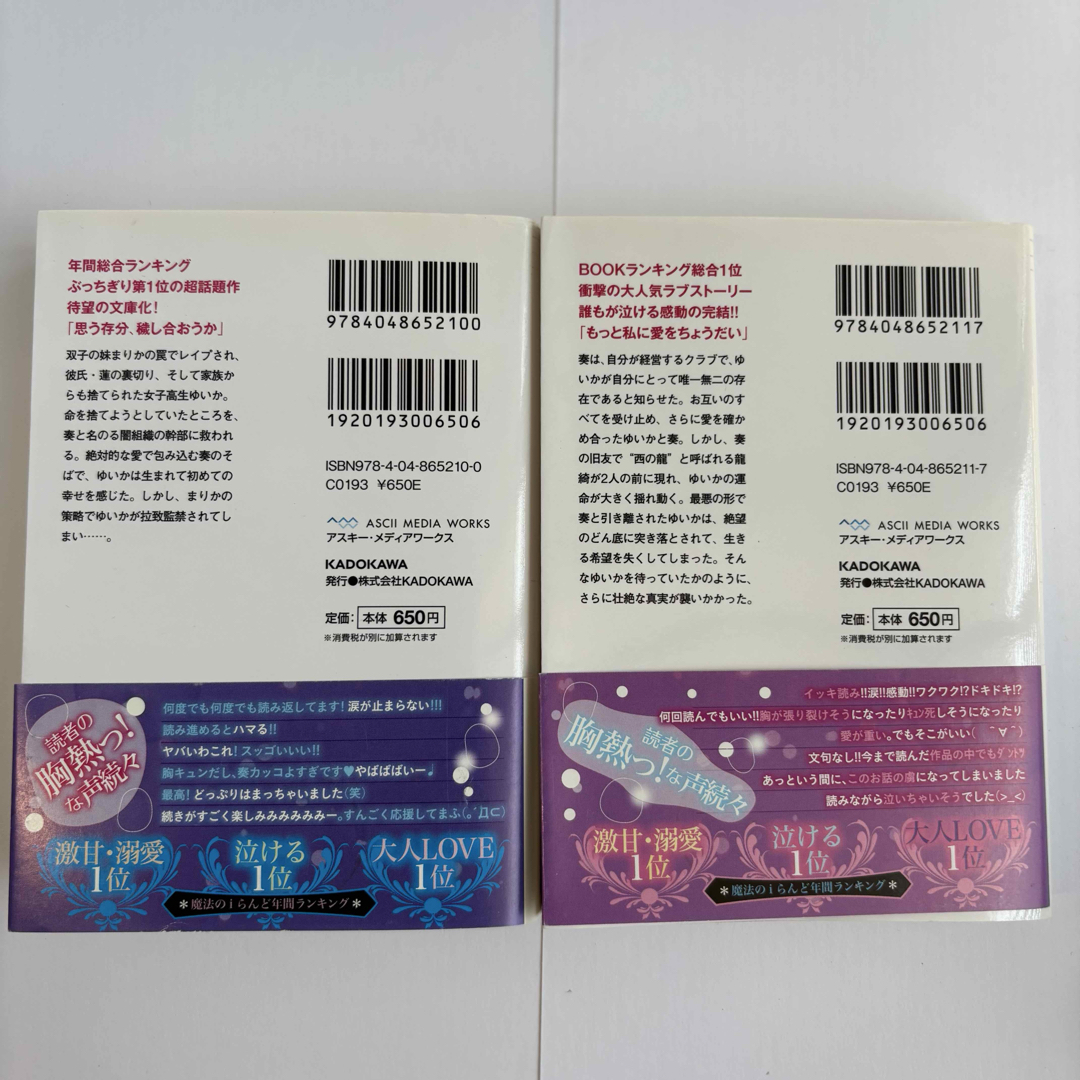 年間総合ランキング
ぶっちぎり第1位の超話題作
待望の文庫化!
「思う存分、穢し合おうか」
双子の妹まりかの罠でレイプされ、
彼氏・蓮の裏切り、そして家族か
らも捨てられた女子高生ゆいか。
命を捨てようとしていたところを、
奏と名のる闇組織の幹部に救われ
る。絶対的な愛で包み込む奏のそ
ばで、ゆいかは生まれて初めての
幸せを感じた。しかし、まりかの
策略でゆいかが拉致監禁されてし
まい……。
9784048652100
1920193006506
ISBN978-4-04-865210-0
C0193 ¥650E
ASCII MEDIA WORKS
アスキー・メディアワークス
KADOKAWA
発行●株式会社KADOKAWA
定価: 本体 650円
※消費税が別に加算されます
読者の
胸熱っ!
な声続々
何度でも何度でも読み返してます! 涙が止まらない!!!
読み進めるとハマる!!
ヤバいわこれ! スッゴいいい!!
胸キュンだし、奏カッコよすぎです♥やばばばいー♩
最高! どっぷりはまっちゃいました(笑)
続きがすごく楽しみみみみみみー。すんごく応援してまふ(。´Д⊂)
激甘・溺愛
1位
泣ける
1位
大人LOVE
1位
＊魔法のiらんど年間ランキング＊
BOOKランキング総合1位
衝撃の大人気ラブストーリー
誰もが泣ける感動の完結!!
「もっと私に愛をちょうだい」
奏は、自分が経営するクラブで、ゆ
いかが自分にとって唯一無二の存
在であると知らせた。お互いのす
べてを受け止め、さらに愛を確か
め合ったゆいかと奏。しかし、奏
の旧友で“西の龍”と呼ばれる龍
綺が2人の前に現れ、ゆいかの運
命が大きく揺れ動く。最悪の形で
奏と引き離されたゆいかは、絶望
のどん底に突き落とされて、生き
る希望を失くしてしまった。そん
なゆいかを待っていたかのように、
さらに壮絶な真実が襲いかかった。
9784048652117
1920193006506
ISBN978-4-04-865211-7
C0193 ¥650E
ASCII MEDIA WORKS
アスキー・メディアワークス
KADOKAWA
発行●株式会社KADOKAWA
定価: 本体 650円
※消費税が別に加算されます
読者の
胸熱っ!
な声続々
イッキ読み!!涙!!感動!!ワクワク!?ドキドキ!?
何回読んでもいい!!胸が張り裂けそうになったりｷｭﾝ死しそうになったり
愛が重い。でもそこがいい(¯∀¯)
文句なし!!今まで読んだ作品の中でもﾀﾞﾝﾄﾂ
あっという間に、このお話の虜になってしまいました
読みながら泣いちゃいそうでした(>_<)
激甘・溺愛
1位
泣ける
1位
大人LOVE
1位
＊魔法のiらんど年間ランキング＊